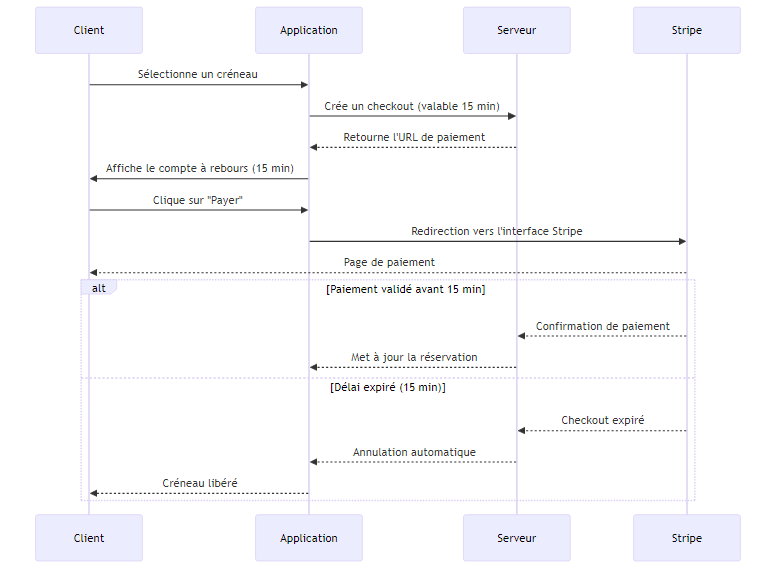 Client
Application
Serveur
Stripe
Sélectionne un créneau
Crée un checkout (valable 15 min)
Retourne l'URL de paiement
Affiche le compte à rebours (15 min)
Clique sur "Payer"
Redirection vers l'interface Stripe
Page de paiement
alt
[Paiement validé avant 15 min]
Confirmation de paiement
Met à jour la réservation
[Délai expiré (15 min)]
Checkout expiré
Annulation automatique
Créneau libéré
Client
Application
Serveur
Stripe